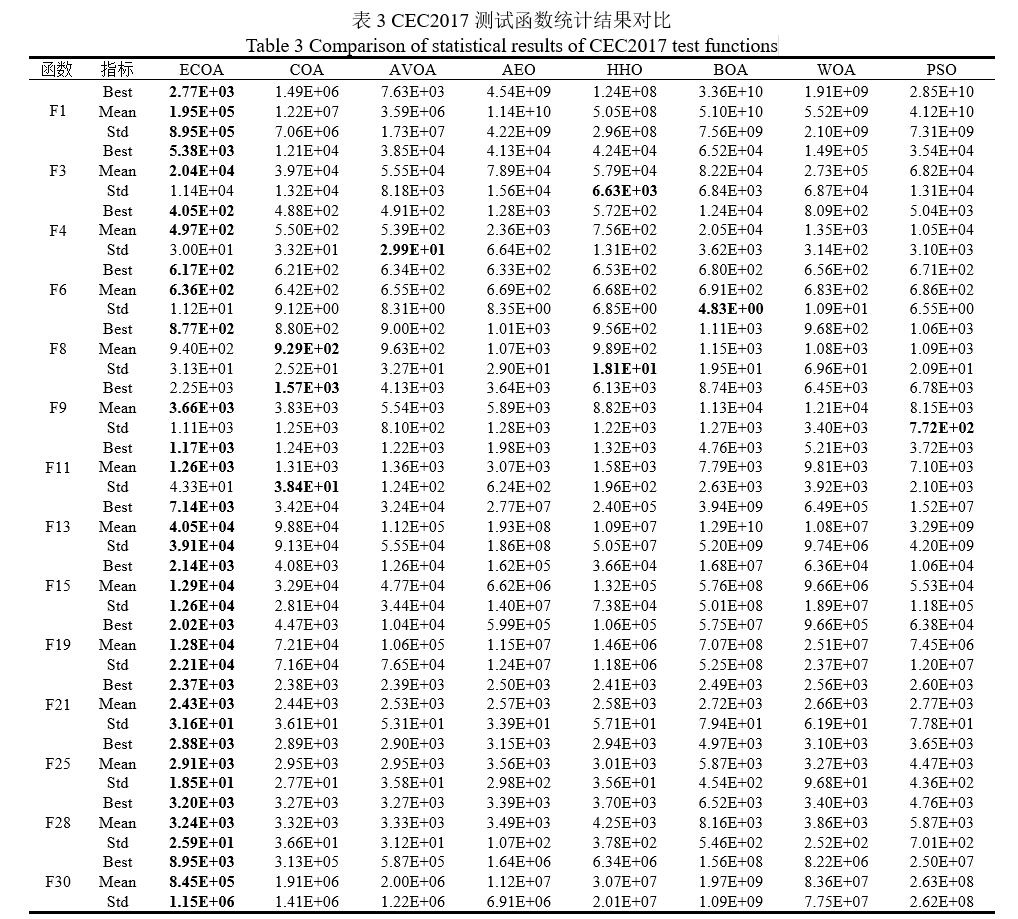 表 3 CEC2017 测试函数统计结果对比
Table 3 Comparison of statistical results of CEC2017 test functions
函数 指标 ECOA COA AVOA AEO HHO BOA WOA PSO
Best 2.77E+03 1.49E+06 7.63E+03 4.54E+09 1.24E+08 3.36E+10 1.91E+09 2.85E+10
F1 Mean 1.95E+05 1.22E+07 3.59E+06 1.14E+10 5.05E+08 5.10E+10 5.52E+09 4.12E+10
Std 8.95E+05 7.06E+06 1.73E+07 4.22E+09 2.96E+08 7.56E+09 2.10E+09 7.31E+09
Best 5.38E+03 1.21E+04 3.85E+04 4.13E+04 4.24E+04 6.52E+04 1.49E+05 3.54E+04
F3 Mean 2.04E+04 3.97E+04 5.55E+04 7.89E+04 5.79E+04 8.22E+04 2.73E+05 6.82E+04
Std 1.14E+04 1.32E+04 8.18E+03 1.56E+04 6.63E+03 6.84E+03 6.87E+04 1.31E+04
Best 4.05E+02 4.88E+02 4.91E+02 1.28E+03 5.72E+02 1.24E+04 8.09E+02 5.04E+03
F4 Mean 4.97E+02 5.50E+02 5.39E+02 2.36E+03 7.56E+02 2.05E+04 1.35E+03 1.05E+04
Std 3.00E+01 3.32E+01 2.99E+01 6.64E+02 1.31E+02 3.62E+03 3.14E+02 3.10E+03
Best 6.17E+02 6.21E+02 6.34E+02 6.33E+02 6.53E+02 6.80E+02 6.56E+02 6.71E+02
F6 Mean 6.36E+02 6.42E+02 6.55E+02 6.69E+02 6.68E+02 6.91E+02 6.83E+02 6.86E+02
Std 1.12E+01 9.12E+00 8.31E+00 8.35E+00 6.85E+00 4.83E+00 1.09E+01 6.55E+00
Best 8.77E+02 8.80E+02 9.00E+02 1.01E+03 9.56E+02 1.11E+03 9.68E+02 1.06E+03
F8 Mean 9.40E+02 9.29E+02 9.63E+02 1.07E+03 9.89E+02 1.15E+03 1.08E+03 1.09E+03
Std 3.13E+01 2.52E+01 3.27E+01 2.90E+01 1.81E+01 1.95E+01 6.96E+01 2.09E+01
Best 2.25E+03 1.57E+03 4.13E+03 3.64E+03 6.13E+03 8.74E+03 6.45E+03 6.78E+03
F9 Mean 3.66E+03 3.83E+03 5.54E+03 5.89E+03 8.82E+03 1.13E+04 1.21E+04 8.15E+03
Std 1.11E+03 1.25E+03 8.10E+02 1.28E+03 1.22E+03 1.27E+03 3.40E+03 7.72E+02
Best 1.17E+03 1.24E+03 1.22E+03 1.98E+03 1.32E+03 4.76E+03 5.21E+03 3.72E+03
F11 Mean 1.26E+03 1.31E+03 1.36E+03 3.07E+03 1.58E+03 7.79E+03 9.81E+03 7.10E+03
Std 4.33E+01 3.84E+01 1.24E+02 6.24E+02 1.96E+02 2.63E+03 3.92E+03 2.10E+03
Best 7.14E+03 3.42E+04 3.24E+04 2.77E+07 2.40E+05 3.94E+09 6.49E+05 1.52E+07
F13 Mean 4.05E+04 9.88E+04 1.12E+05 1.93E+08 1.09E+07 1.29E+10 1.08E+07 3.29E+09
Std 3.91E+04 9.13E+04 5.55E+04 1.86E+08 5.05E+07 5.20E+09 9.74E+06 4.20E+09
Best 2.14E+03 4.08E+03 1.26E+04 1.62E+05 3.66E+04 1.68E+07 6.36E+04 1.06E+04
F15 Mean 1.29E+04 3.29E+04 4.77E+04 6.62E+06 1.32E+05 5.76E+08 9.66E+06 5.53E+04
Std 1.26E+04 2.81E+04 3.44E+04 1.40E+07 7.38E+04 5.01E+08 1.89E+07 1.18E+05
Best 2.02E+03 4.47E+03 1.04E+04 5.99E+05 1.06E+05 5.75E+07 9.66E+05 6.38E+04
F19 Mean 1.28E+04 7.21E+04 1.06E+05 1.15E+07 1.46E+06 7.07E+08 2.51E+07 7.45E+06
Std 2.21E+04 7.16E+04 7.65E+04 1.24E+07 1.18E+06 5.25E+08 2.37E+07 1.20E+07
Best 2.37E+03 2.38E+03 2.39E+03 2.50E+03 2.41E+03 2.49E+03 2.56E+03 2.60E+03
F21 Mean 2.43E+03 2.44E+03 2.53E+03 2.57E+03 2.58E+03 2.72E+03 2.66E+03 2.77E+03
Std 3.16E+01 3.61E+01 5.31E+01 3.39E+01 5.71E+01 7.94E+01 6.19E+01 7.78E+01
Best 2.88E+03 2.89E+03 2.90E+03 3.15E+03 2.94E+03 4.97E+03 3.10E+03 3.65E+03
F25 Mean 2.91E+03 2.95E+03 2.95E+03 3.56E+03 3.01E+03 5.87E+03 3.27E+03 4.47E+03
Std 1.85E+01 2.77E+01 3.58E+01 2.98E+02 3.56E+01 4.54E+02 9.68E+01 4.36E+02
Best 3.20E+03 3.27E+03 3.27E+03 3.39E+03 3.70E+03 6.52E+03 3.40E+03 4.76E+03
F28 Mean 3.24E+03 3.32E+03 3.33E+03 3.49E+03 4.25E+03 8.16E+03 3.86E+03 5.87E+03
Std 2.59E+01 3.66E+01 3.12E+01 1.07E+02 3.78E+02 5.46E+02 2.52E+02 7.01E+02
Best 8.95E+03 3.13E+05 5.87E+05 1.64E+06 6.34E+06 1.56E+08 8.22E+06 2.50E+07
F30 Mean 8.45E+05 1.91E+06 2.00E+06 1.12E+07 3.07E+07 1.97E+09 8.36E+07 2.63E+08
Std 1.15E+06 1.41E+06 1.22E+06 6.91E+06 2.01E+07 1.09E+09 7.75E+07 2.62E+08